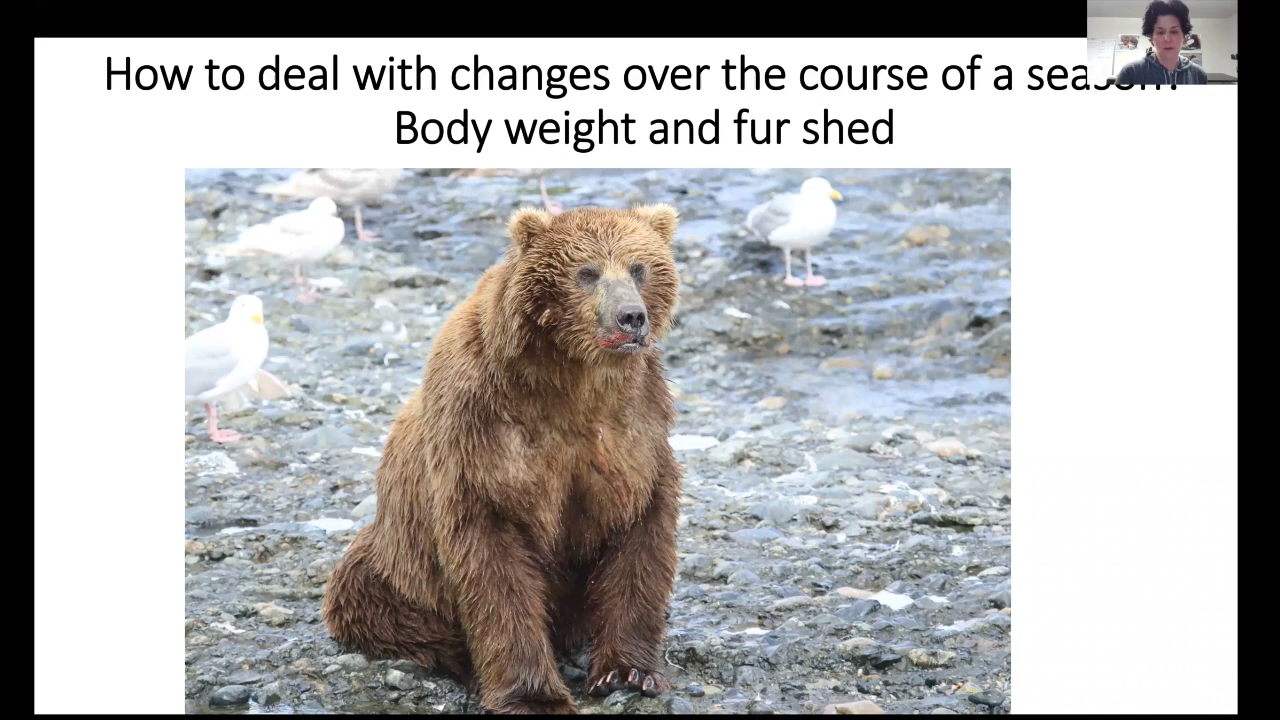 How to deal with changes over the course of a
Body weight and fur shed